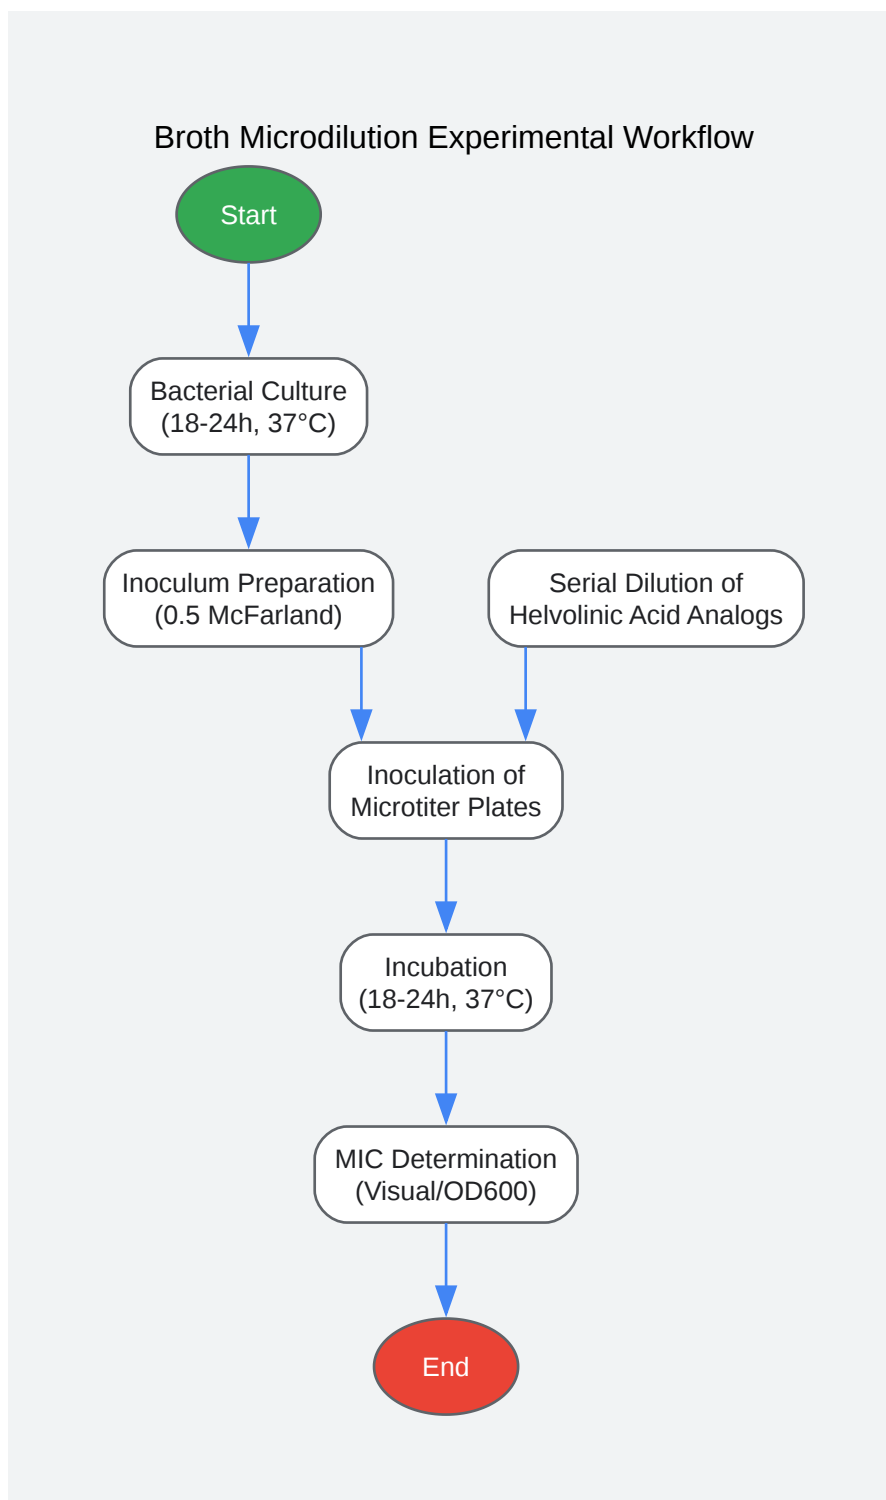 Broth Microdilution Experimental Workflow
Start
Bacterial Culture
(18-24h, 37°C)
Inoculum Preparation
(0.5 McFarland)
Serial Dilution of
Helvolinic Acid Analogs
Inoculation of
Microtiter Plates
Incubation
(18-24h, 37°C)
MIC Determination
(Visual/OD600)
End